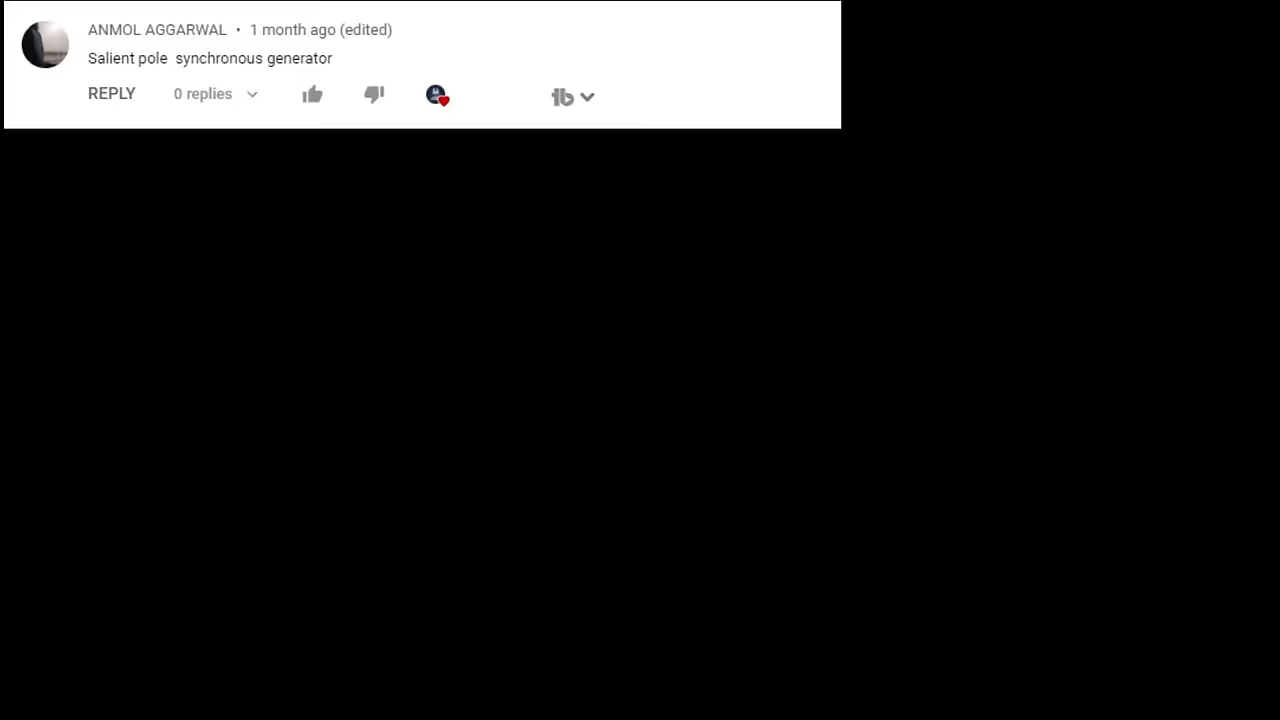 ANMOL AGGARWAL • 1 month ago (edited)
Salient pole  synchronous generator
REPLY 0 replies